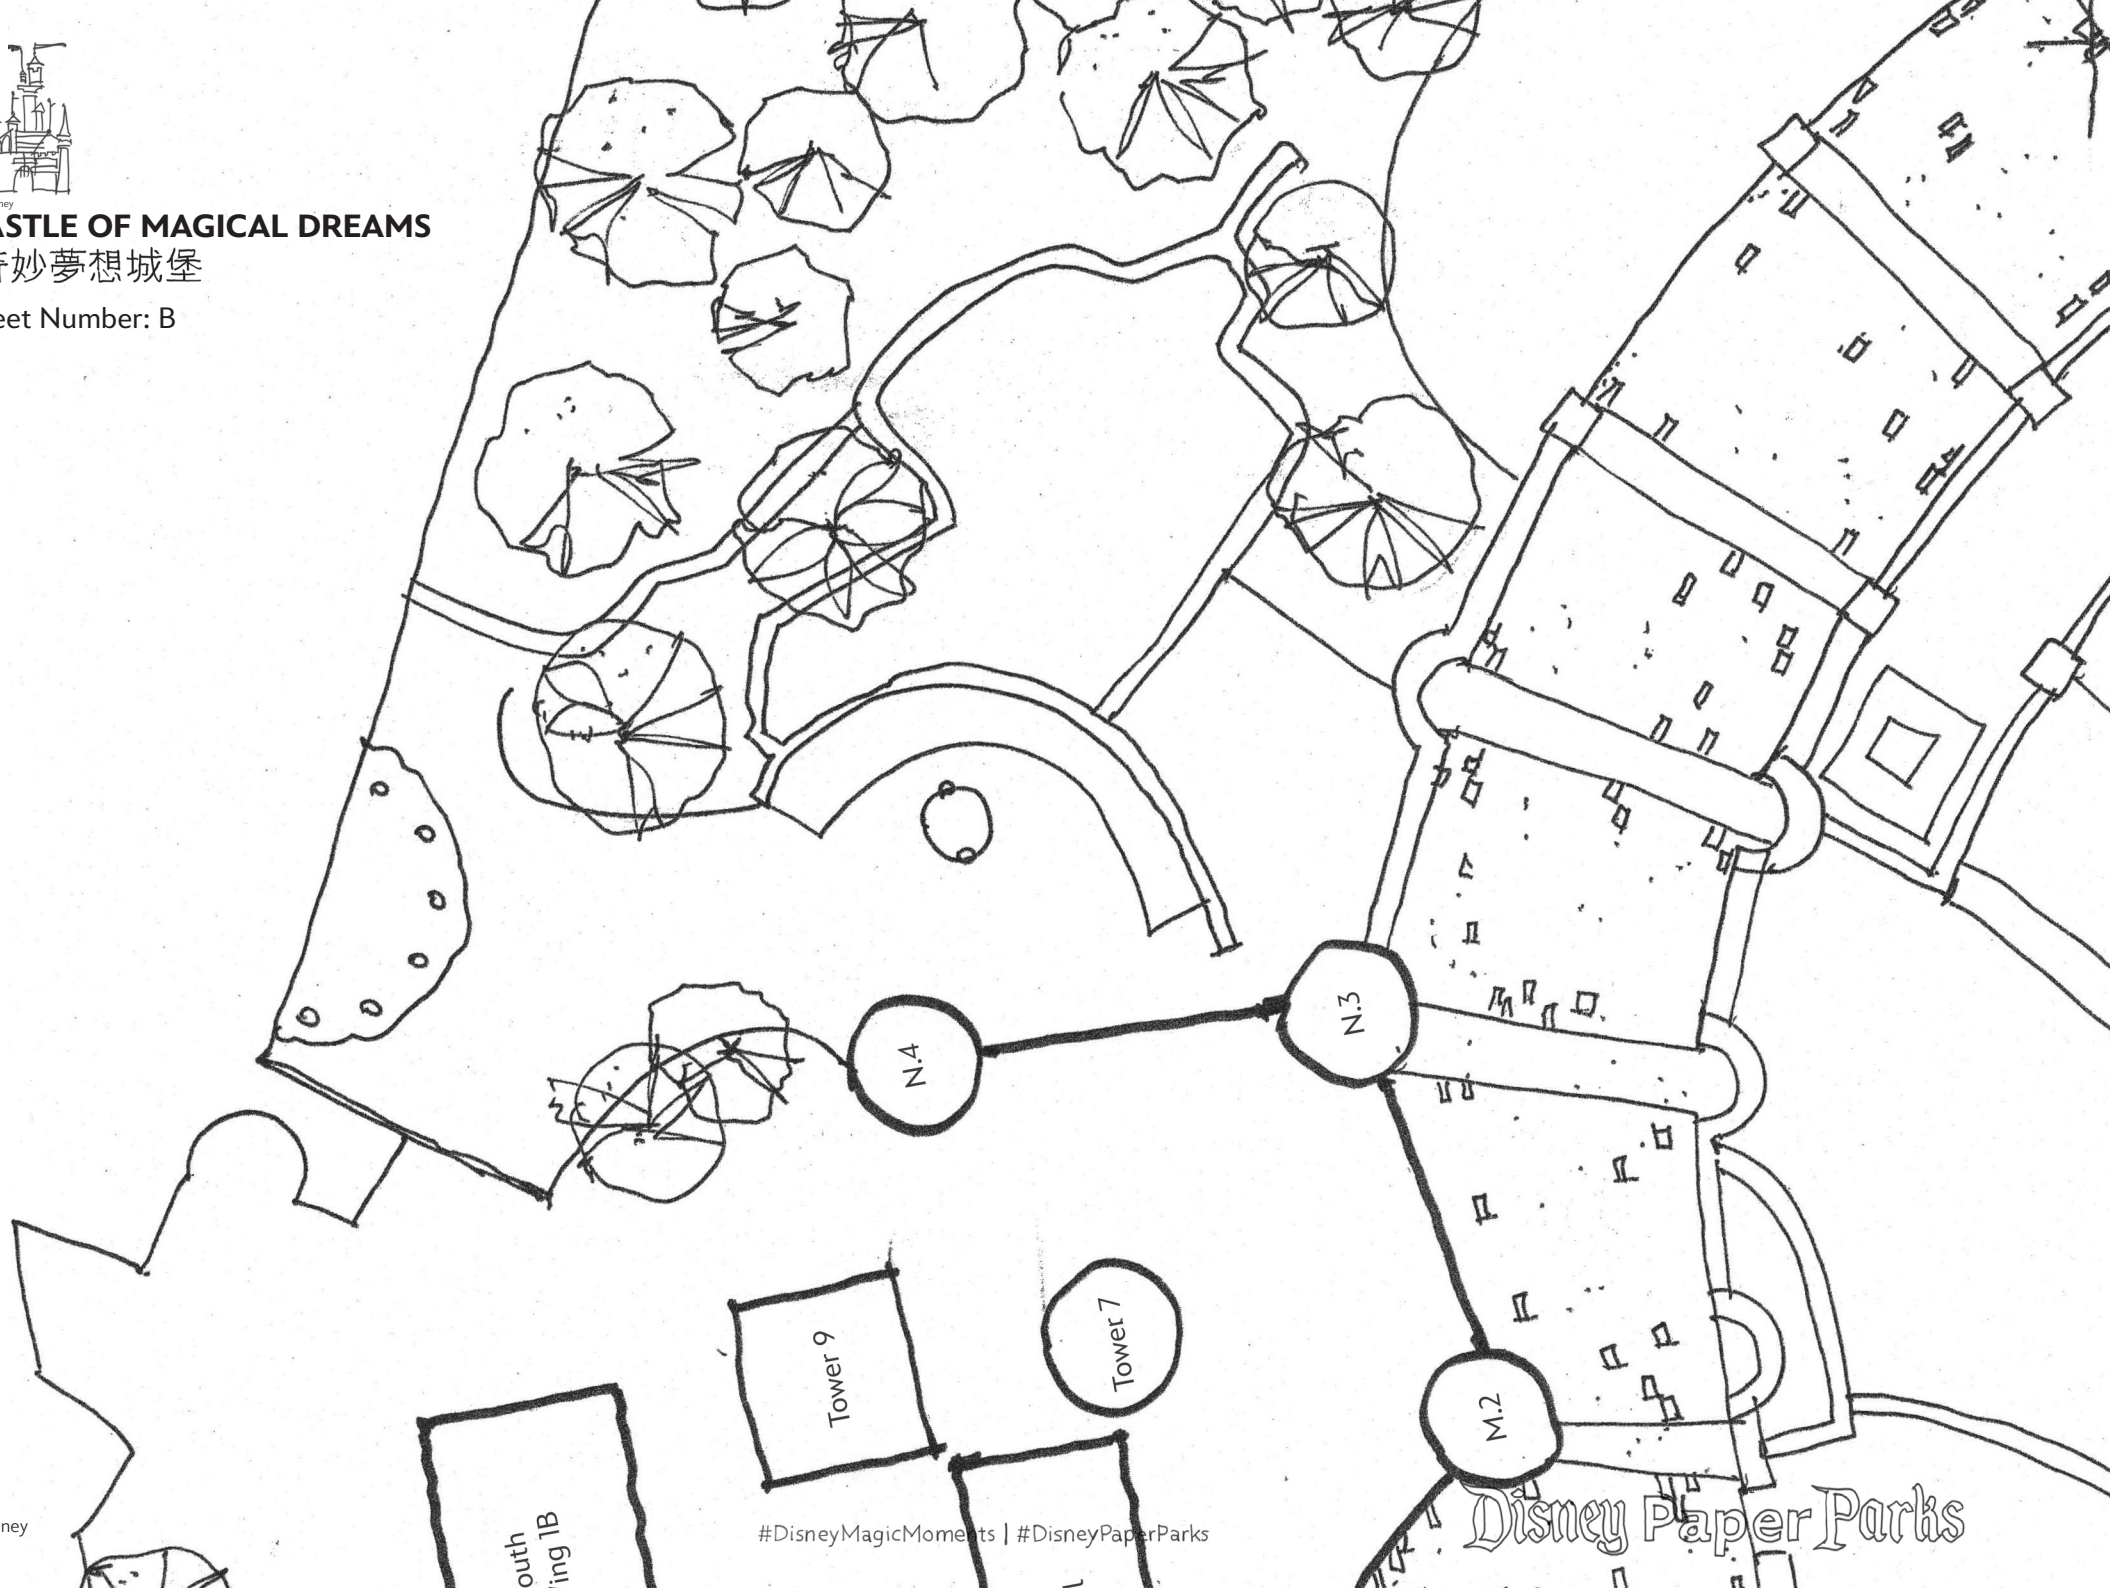 ney
ASTLE OF MAGICAL DREAMS
妙夢想城堡
eet Number: B
N.3
N.4
Tower 7
Tower 9
M.2
outh
ing 1B
ney
#DisneyMagicMoments | #DisneyPaperParks
Disney Paper Parks